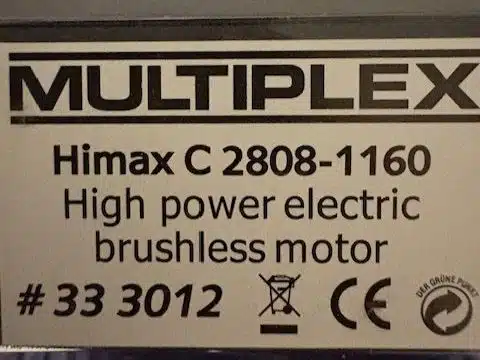 MULTIPLEX
Himax C 2808-1160
High power electric
brushless motor
# 33 3012
CE
DER GRÜNE PUNKT